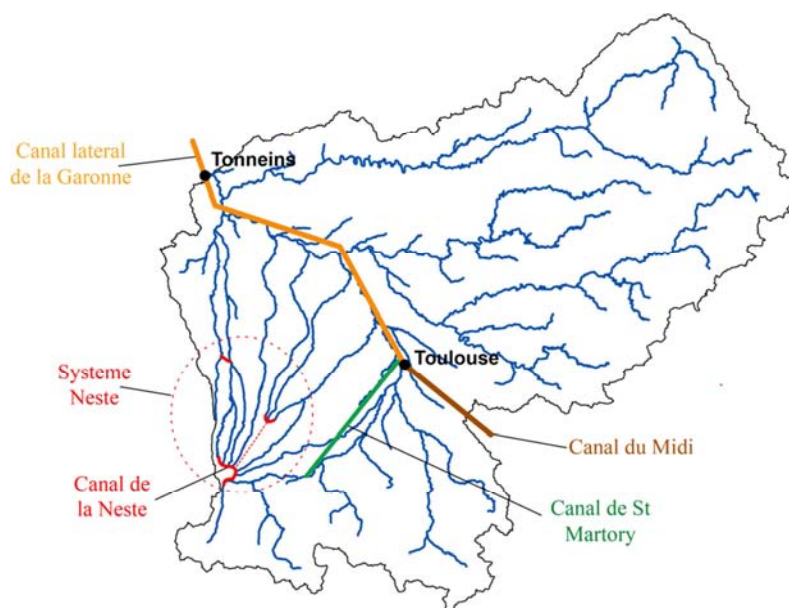 Canal lateral
de la Garonne
Tonneins
Systeme
Neste
Toulouse
Canal de
la Neste
Canal du Midi
Canal de St
Martory